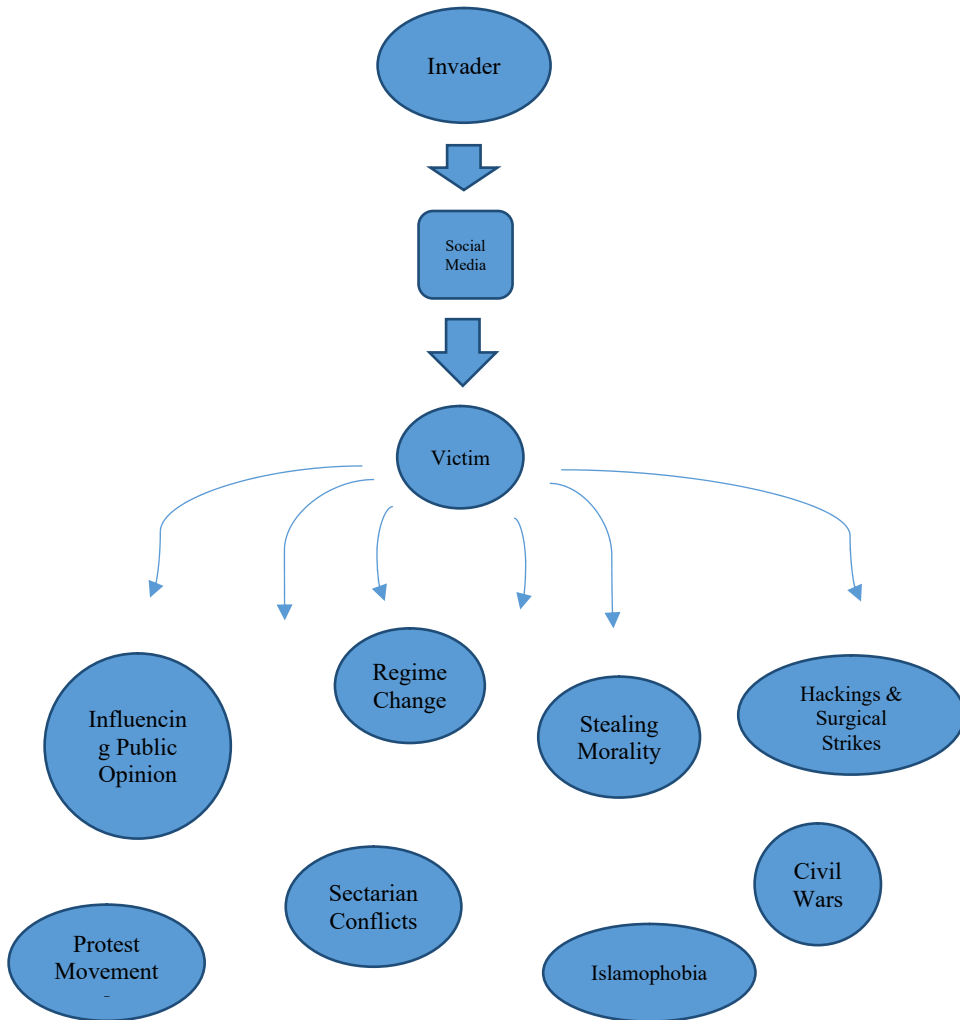 Invader
Social
Media
Victim
Influencin
g Public
Opinion
Regime
Change
Stealing
Morality
Hackings &
Surgical
Strikes
Protest
Movement
Sectarian
Conflicts
Islamophobia
Civil
Wars